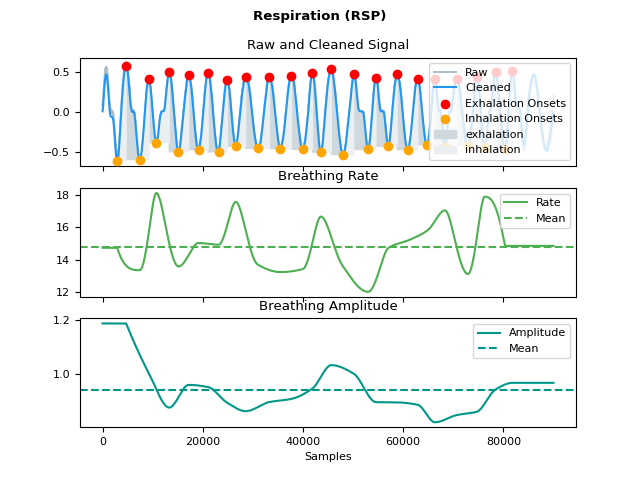 Respiration (RSP)
Raw and Cleaned Signal
0.5
0.0
−0.5
Raw
Cleaned
Exhalation Onsets
Inhalation Onsets
exhalation
inhalation
Breathing Rate
18
16
14
12
Rate
Mean
Breathing Amplitude
1.2
1.0
Amplitude
Mean
0 20000 40000 60000 80000
Samples